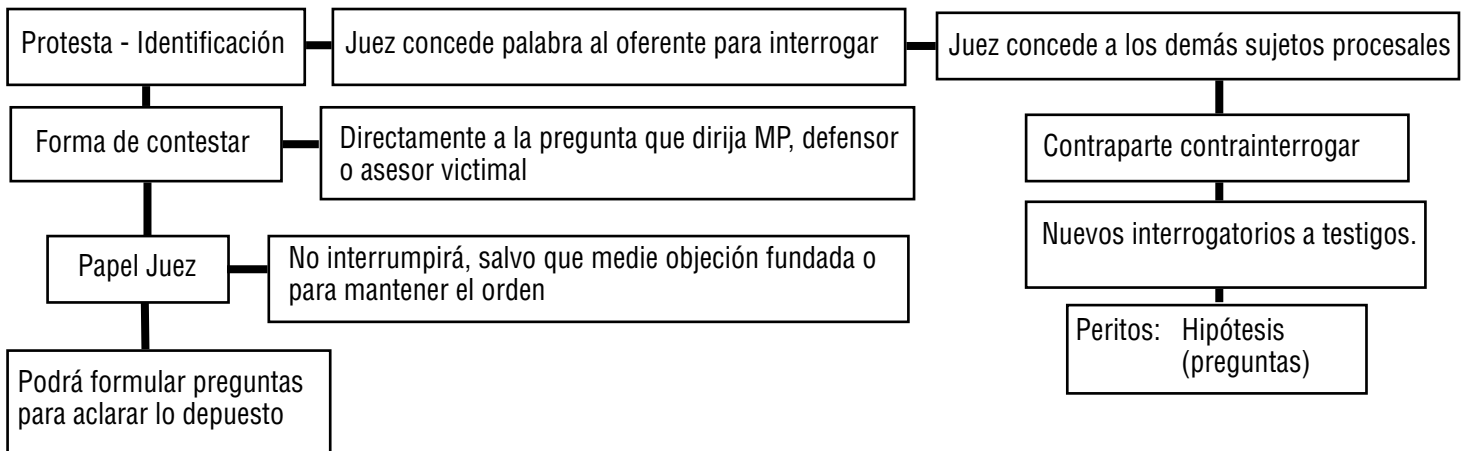 Protesta - Identificación
Juez concede palabra al oferente para interrogar
Juez concede a los demás sujetos procesales
Forma de contestar
Directamente a la pregunta que dirija MP, defensor
o asesor victimal
Contraparte contrainterrogar
Papel Juez
No interrumpirá, salvo que medie objeción fundada o
para mantener el orden
Nuevos interrogatorios a testigos.
Podrá formular preguntas
para aclarar lo depuesto
Peritos: Hipótesis
(preguntas)